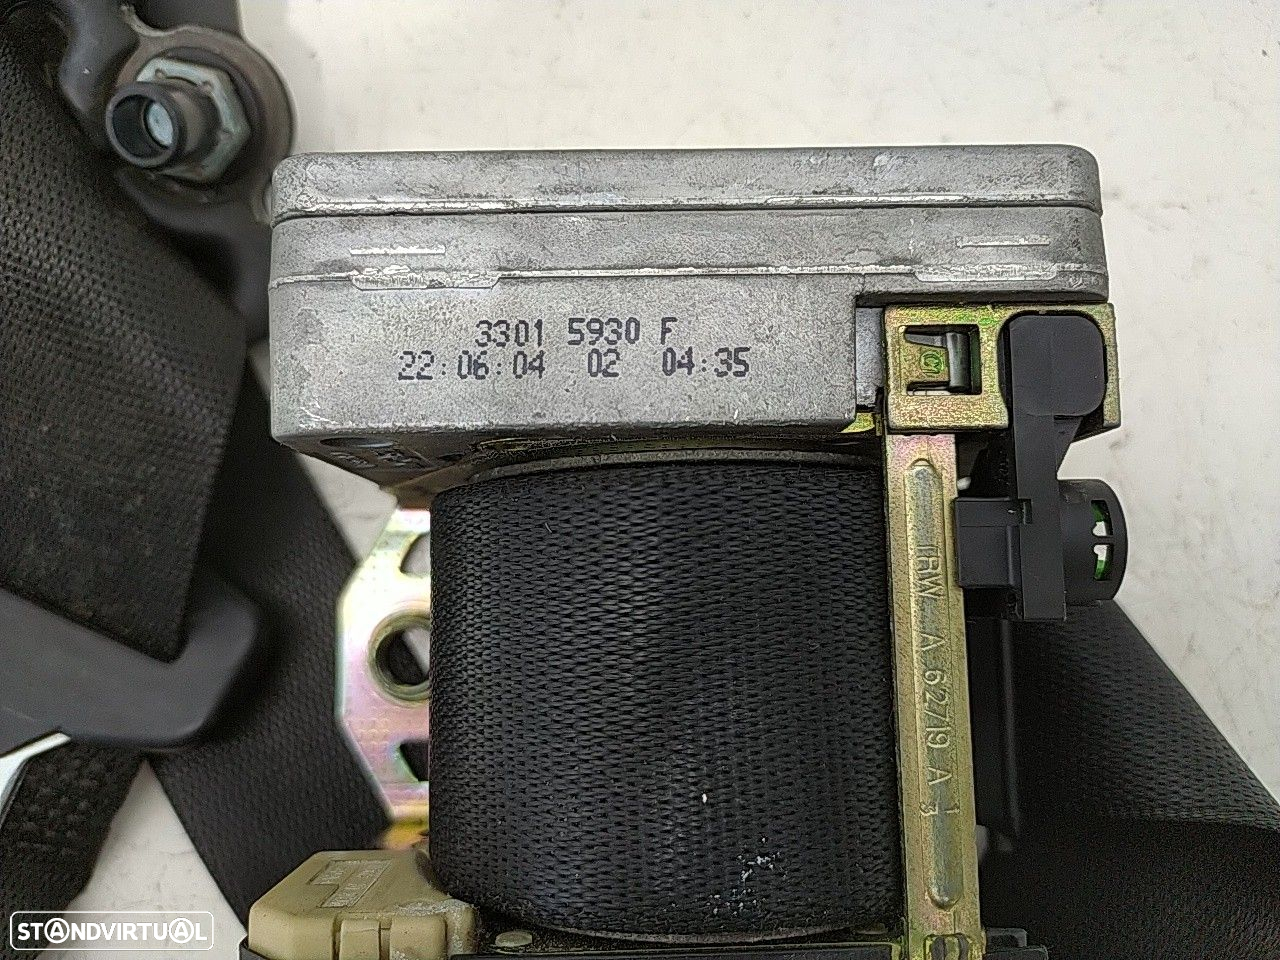 3301 5930 F
22:06:04 02 04:35
TRW A 62719 A
STANDVIRTUAL